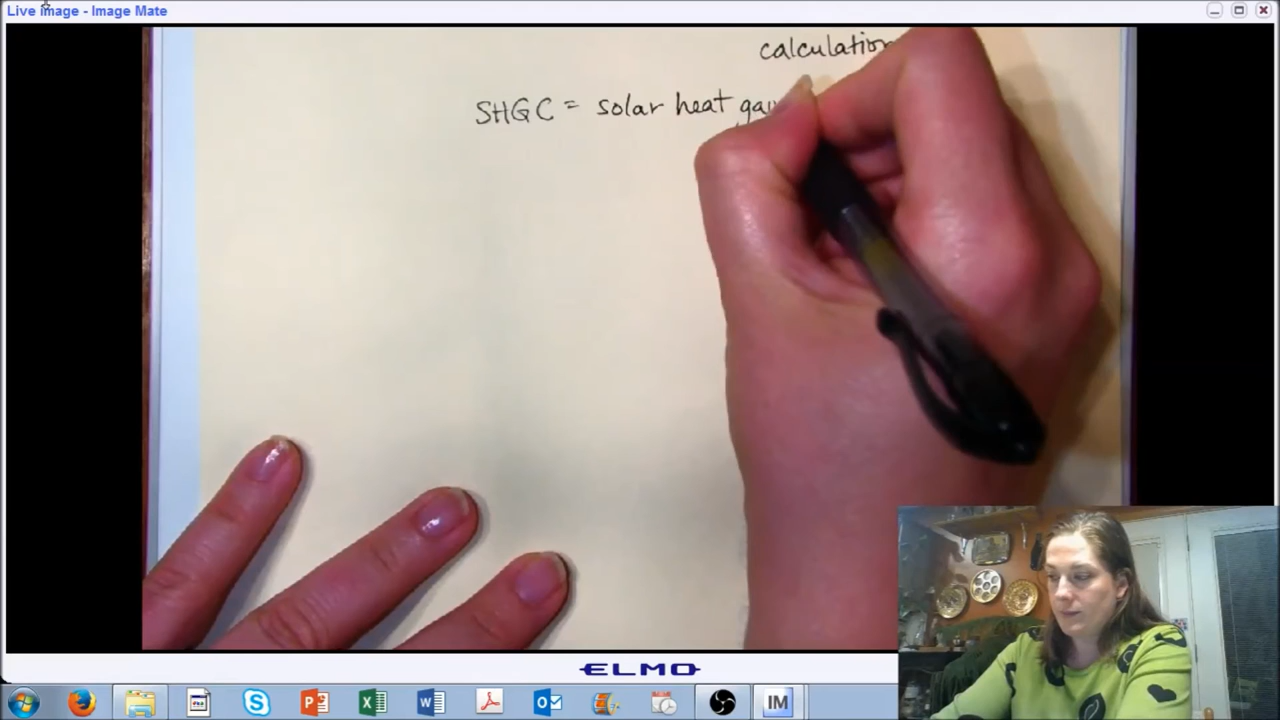 Live image - Image Mate
calculation
SHGC = solar heat
ELMO
IM